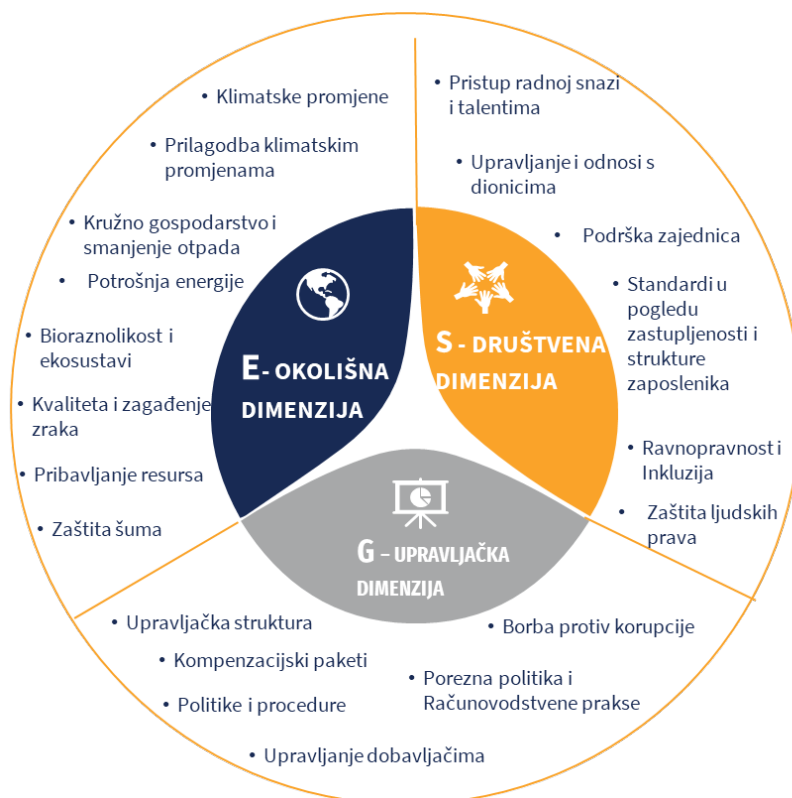 • Klimatske promjene
• Prilagodba klimatskim
promjenama
• Kružno gospodarstvo i
smanjenje otpada
• Potrošnja energije
• Bioraznolikost i
ekosustavi
• Kvaliteta i zagađenje
zraka
• Pribavljanje resursa
• Zaštita šuma
E- OKOLIŠNA
DIMENZIJA
• Pristup radnoj snazi
i talentima
• Upravljanje i odnosi s
dionicima
• Podrška zajednica
• Standardi u
pogledu
zastupljenosti i
strukture
zaposlenika
• Ravnopravnost i
Inkluzija
• Zaštita ljudskih
prava
S - DRUŠTVENA
DIMENZIJA
G – UPRAVLJAČKA
DIMENZIJA
• Upravljačka struktura
• Kompenzacijski paketi
• Politike i procedure
• Upravljanje dobavljačima
• Borba protiv korupcije
• Porezna politika i
Računovodstvene prakse